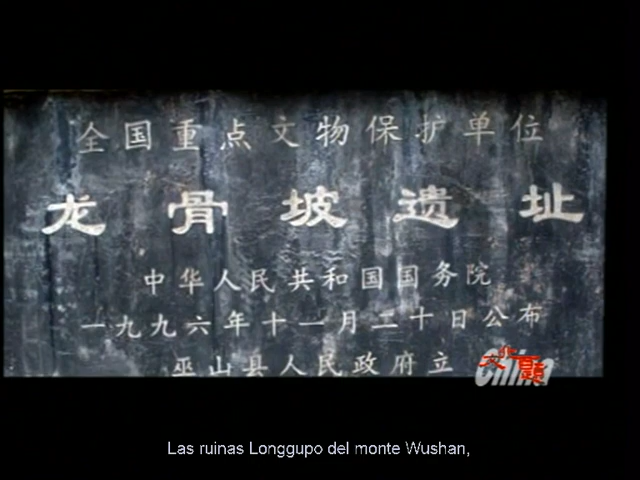 全国重点文物保护单位
龙骨坡遗址
中华人民共和国国务院
一九九六年十一月二十日公布
巫山县人民政府立
China
Las ruinas Longgupo del monte Wushan,